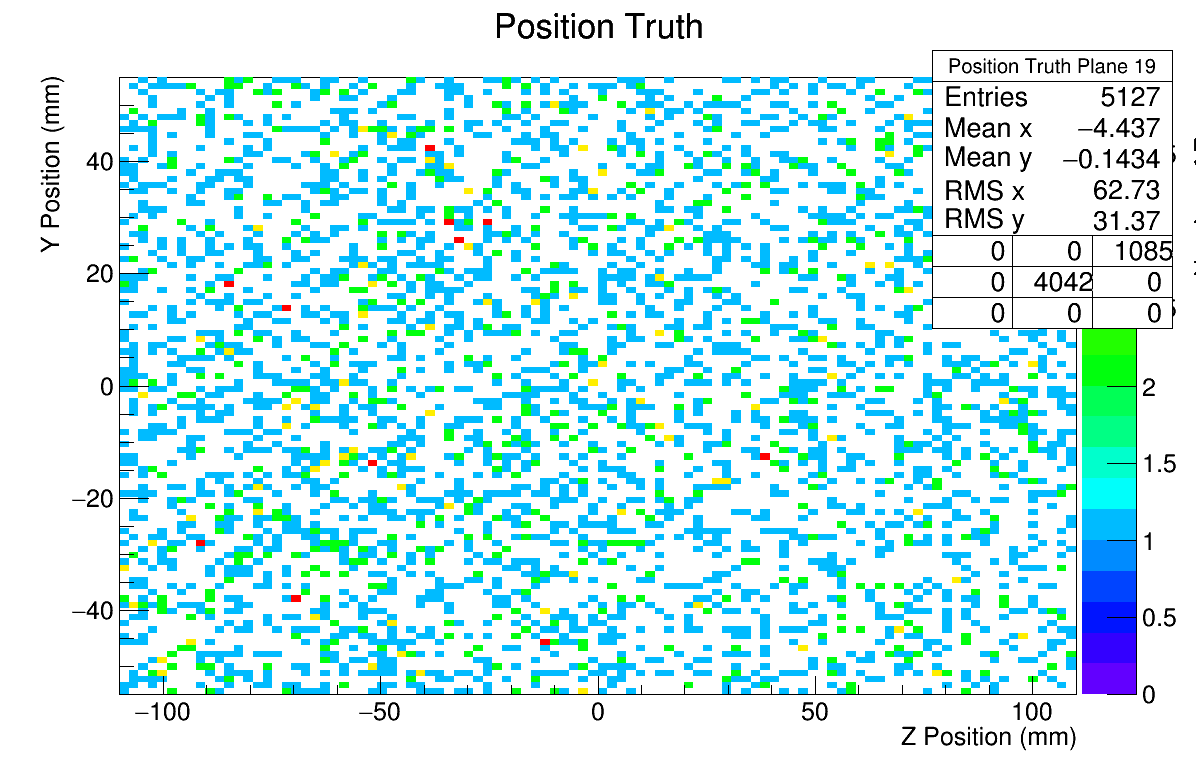 Position Truth
Position Truth Plane 19
Entries 5127
Mean x −4.437
Mean y −0.1434
RMS x 62.73
RMS y 31.37
0 0 1085
0 4042 0
0 0 0
Y Position (mm)
40
20
0
−20
−40
2
1.5
1
0.5
0
−100 −50 0 50 100
Z Position (mm)